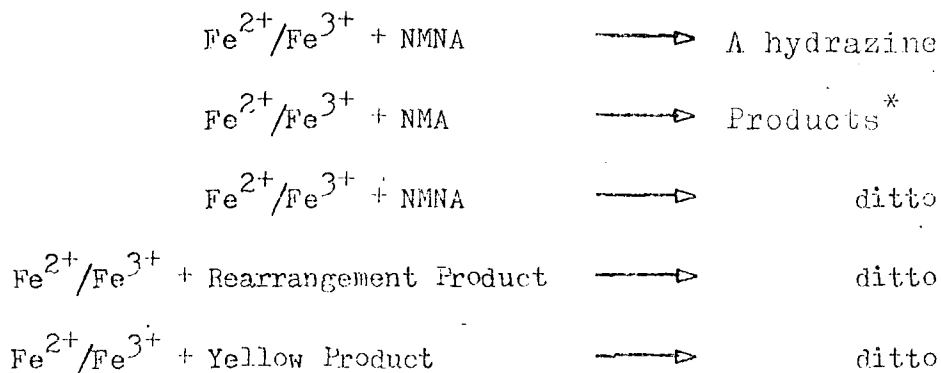 Fe²⁺/Fe³⁺ + NMNA ⟶ A hydrazine
Fe²⁺/Fe³⁺ + NMA ⟶ Products*
Fe²⁺/Fe³⁺ + NMNA ⟶ ditto
Fe²⁺/Fe³⁺ + Rearrangement Product ⟶ ditto
Fe²⁺/Fe³⁺ + Yellow Product ⟶ ditto